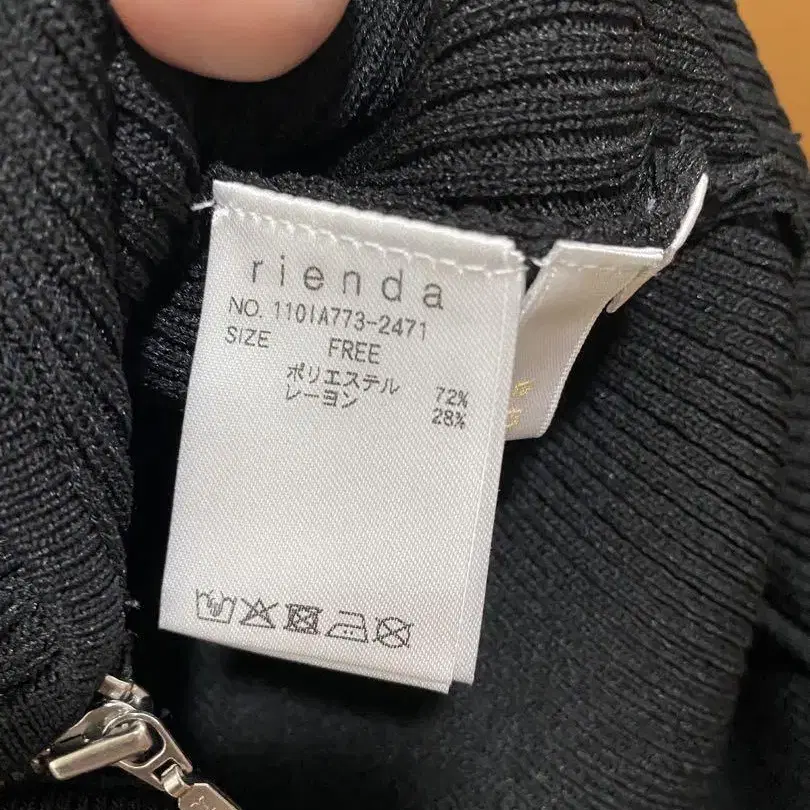 rienda
NO. 1101A773-2471
SIZE FREE
ポリエステル 72%
レーヨン 28%